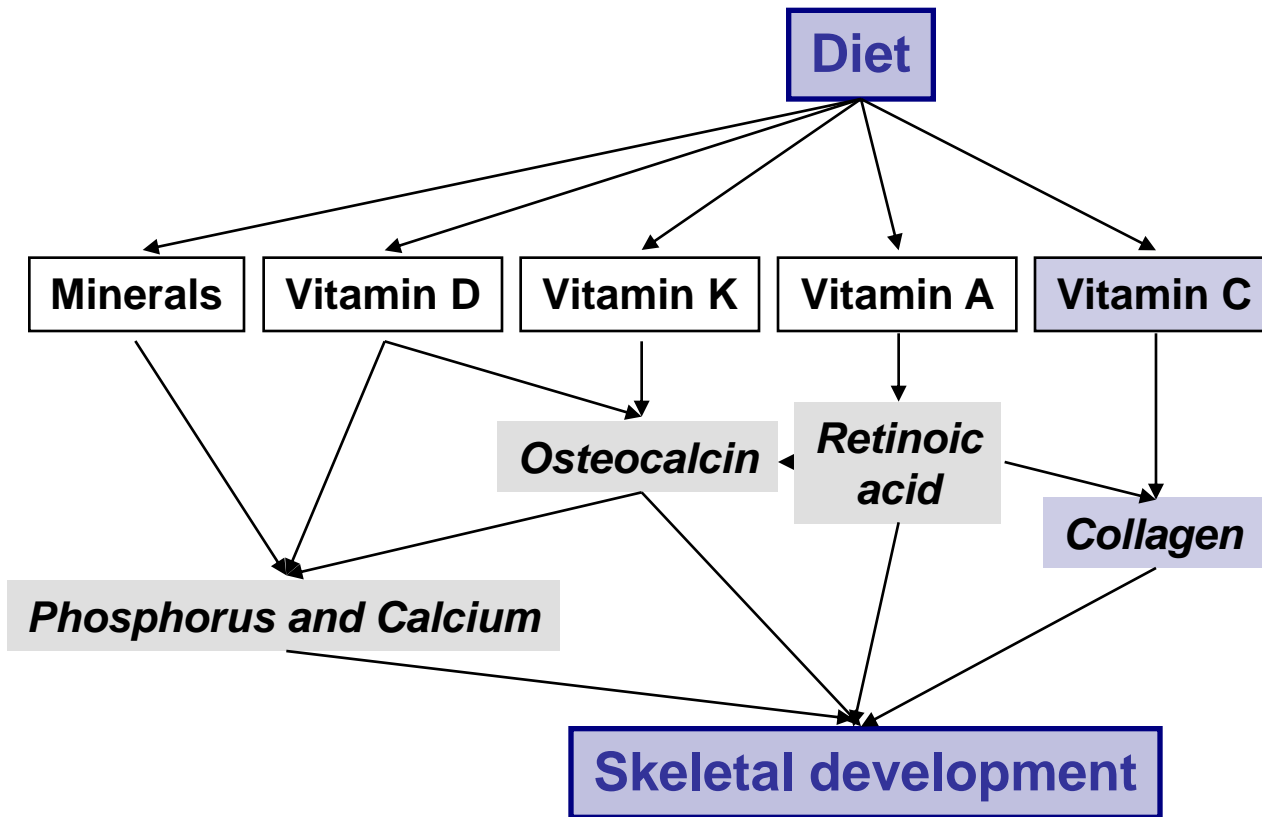 Diet
Minerals
Vitamin D
Vitamin K
Vitamin A
Vitamin C
Osteocalcin
Retinoic
acid
Collagen
Phosphorus and Calcium
Skeletal development